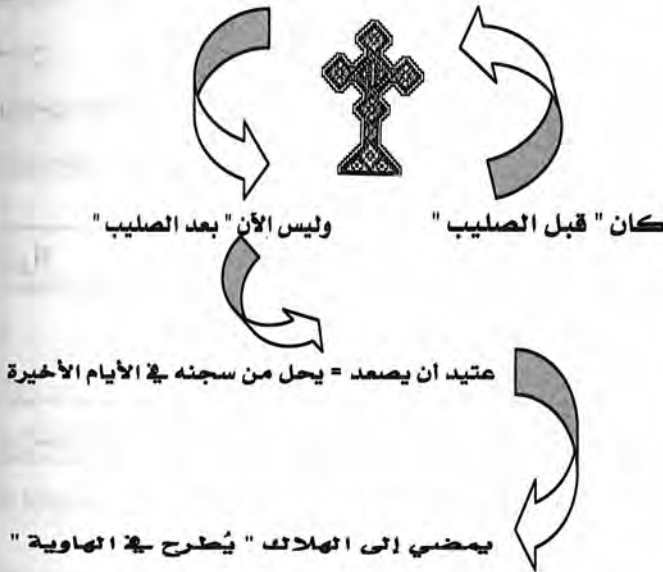 كان " قبل الصليب " وليس الآن " بعد الصليب "
عتيد أن يصعد = يحل من سجنه في الأيام الأخيرة
يمضي إلى الهلاك " يُطرح في الهاوية "